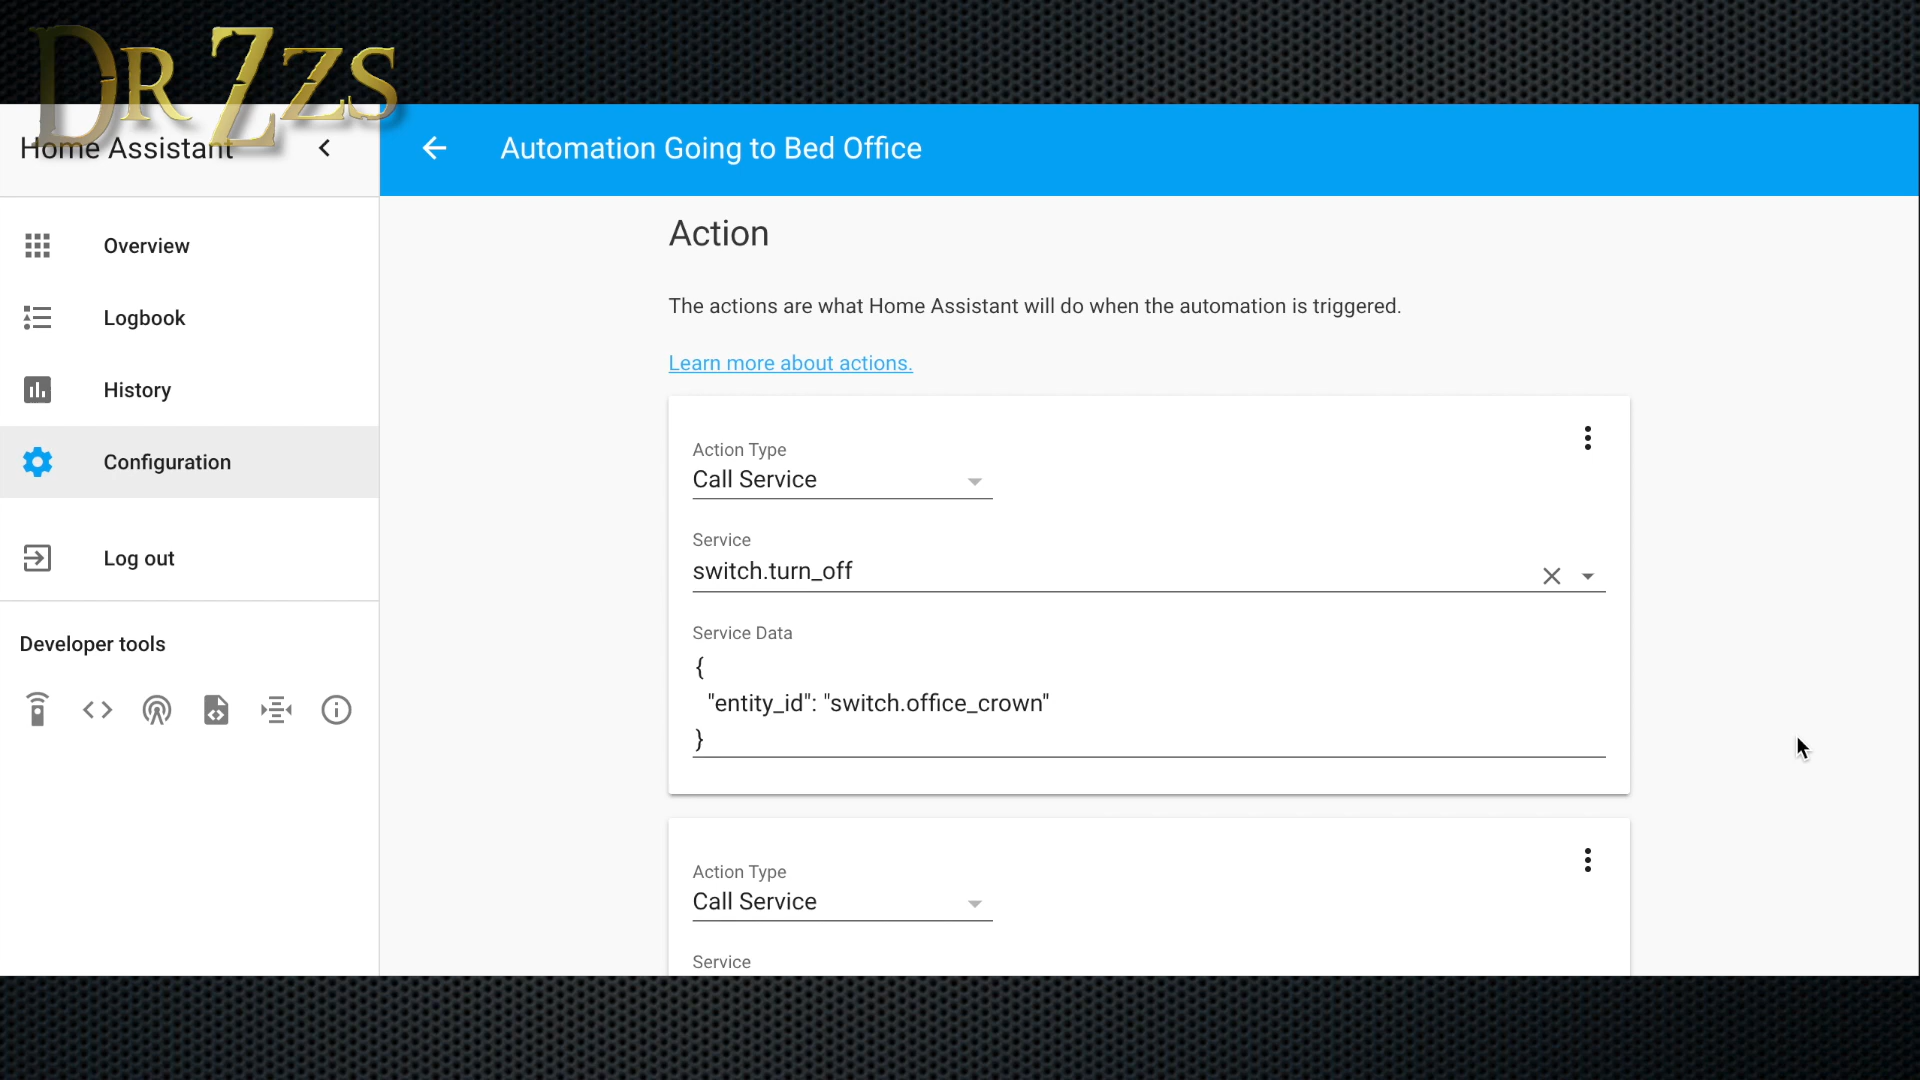 DR ZZS
Home Assistant
Automation Going to Bed Office
Overview
Logbook
History
Configuration
Log out
Developer tools
Action
The actions are what Home Assistant will do when the automation is triggered.
Learn more about actions.
Action Type
Call Service
Service
switch.turn_off
Service Data
{
"entity_id": "switch.office_crown"
}
Action Type
Call Service
Service